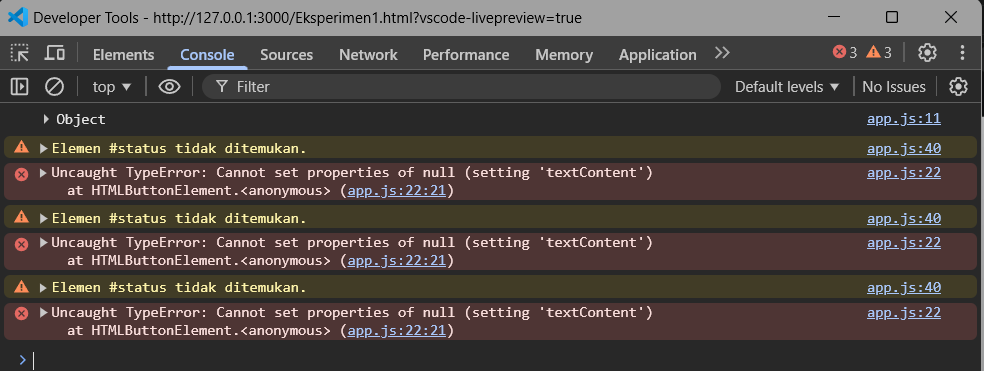 Developer Tools - http://127.0.0.1:3000/Eksperimen1.html?vscode-livepreview=true
Elements Console Sources Network Performance Memory Application 3 3
top Filter Default levels No Issues
Object app.js:11
Elemen #status tidak ditemukan. app.js:40
Uncaught TypeError: Cannot set properties of null (setting 'textContent') app.js:22
at HTMLButtonElement.<anonymous> (app.js:22:21)
Elemen #status tidak ditemukan. app.js:40
Uncaught TypeError: Cannot set properties of null (setting 'textContent') app.js:22
at HTMLButtonElement.<anonymous> (app.js:22:21)
Elemen #status tidak ditemukan. app.js:40
Uncaught TypeError: Cannot set properties of null (setting 'textContent') app.js:22
at HTMLButtonElement.<anonymous> (app.js:22:21)